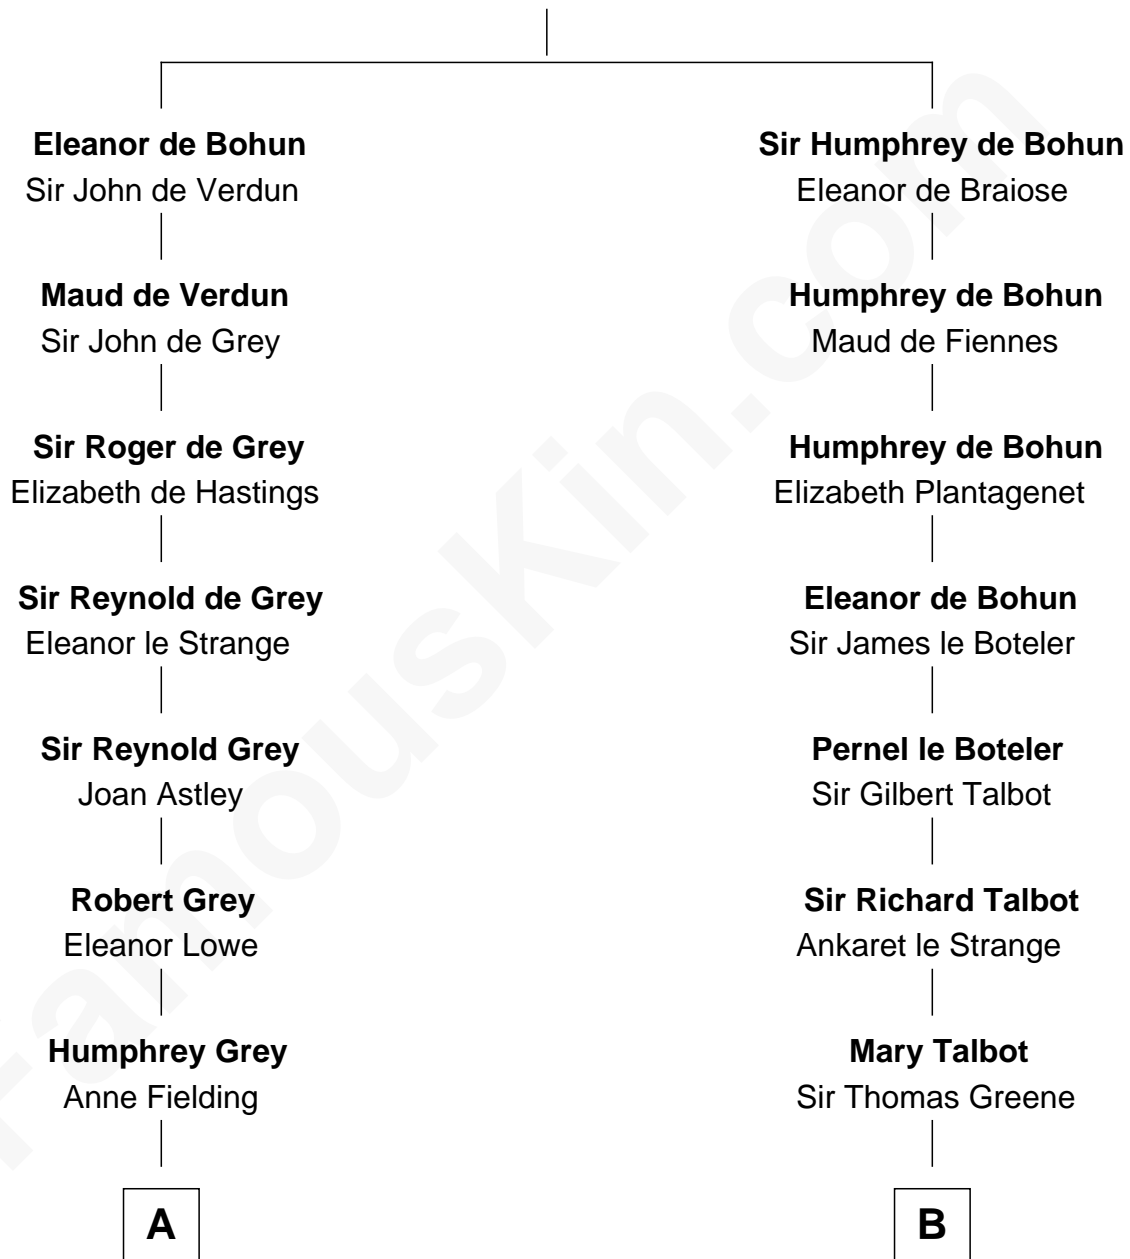 Eleanor de Bohun
Sir John de Verdun
Maud de Verdun
Sir John de Grey
Sir Roger de Grey
Elizabeth de Hastings
Sir Reynold de Grey
Eleanor le Strange
Sir Reynold Grey
Joan Astley
Robert Grey
Eleanor Lowe
Humphrey Grey
Anne Fielding
A
Sir Humphrey de Bohun
Eleanor de Braiose
Humphrey de Bohun
Maud de Fiennes
Humphrey de Bohun
Elizabeth Plantagenet
Eleanor de Bohun
Sir James le Boteler
Pernel le Boteler
Sir Gilbert Talbot
Sir Richard Talbot
Ankaret le Strange
Mary Talbot
Sir Thomas Greene
B
FamousKin.com